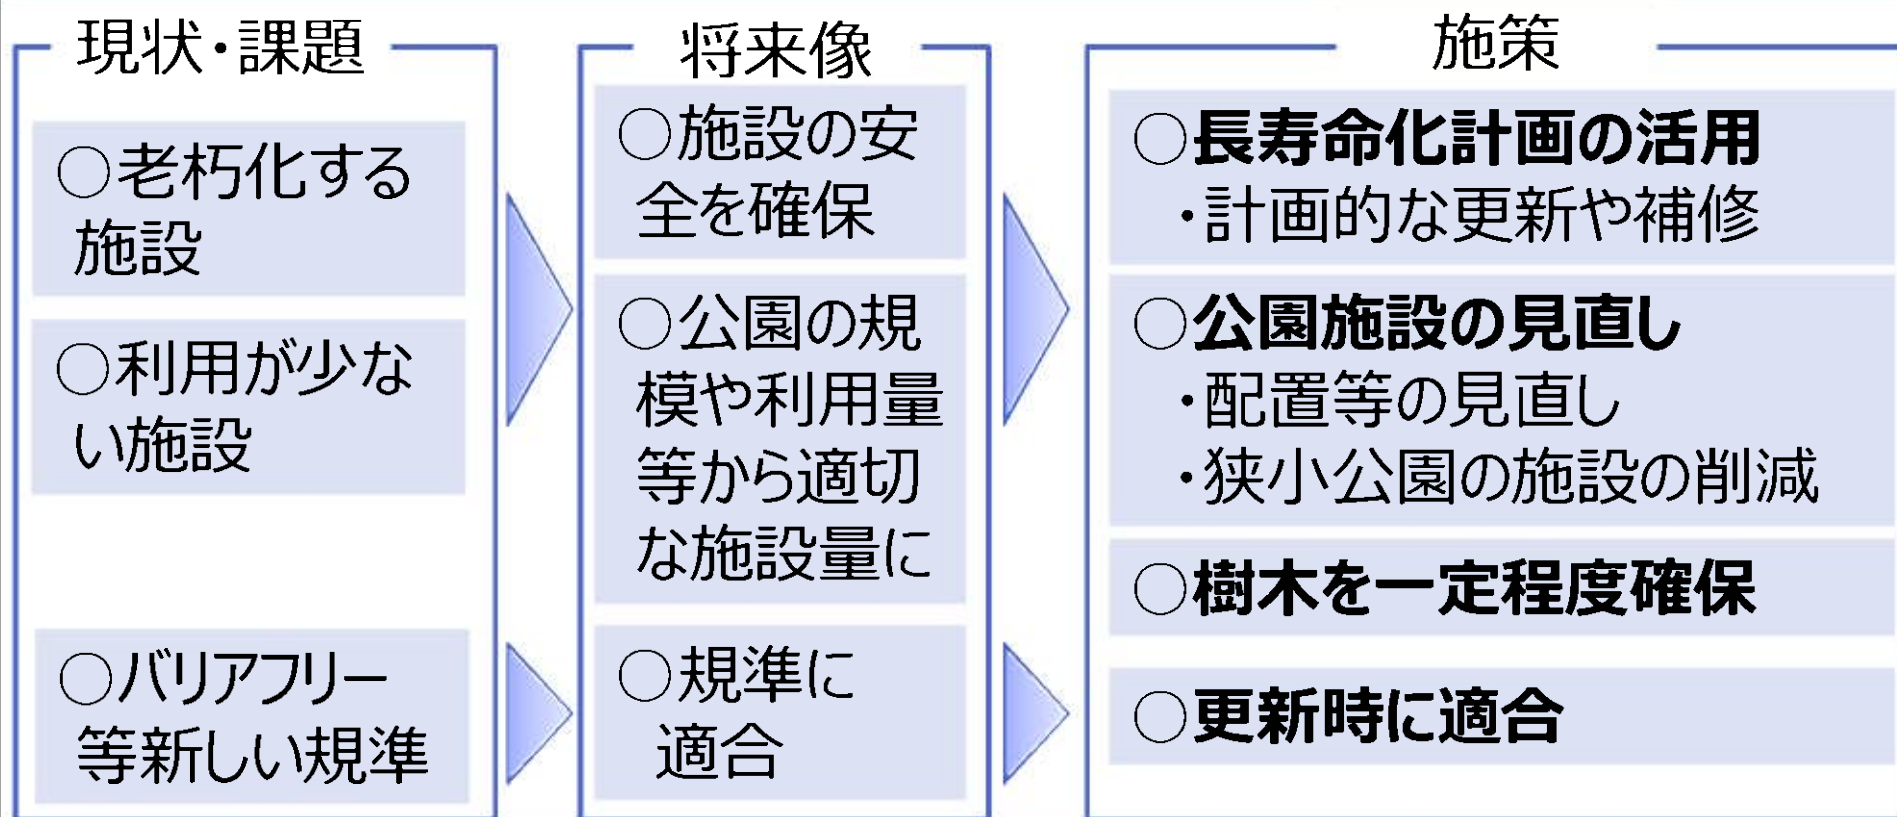 現状・課題
○老朽化する
施設
○利用が少な
い施設
○バリアフリー
等新しい規準
将来像
○施設の安
全を確保
○公園の規
模や利用量
等から適切
な施設量に
○規準に
適合
施策
○長寿命化計画の活用
・計画的な更新や補修
○公園施設の見直し
・配置等の見直し
・狭小公園の施設の削減
○樹木を一定程度確保
○更新時に適合